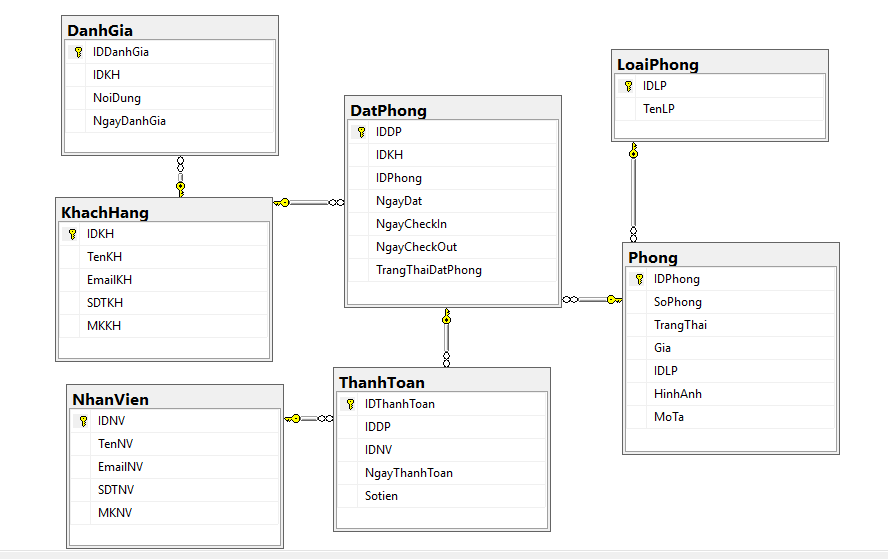 DanhGia
IDDanhGia
IDKH
NoiDung
NgayDanhGia
KhachHang
IDKH
TenKH
EmailKH
SDTKH
MKKH
DatPhong
IDDP
IDKH
IDPhong
NgayDat
NgayCheckIn
NgayCheckOut
TrangThaiDatPhong
LoaiPhong
IDLP
TenLP
Phong
IDPhong
SoPhong
TrangThai
Gia
IDLP
HinhAnh
MoTa
NhanVien
IDNV
TenNV
EmailNV
SDTNV
MKNV
ThanhToan
IDThanhToan
IDDP
IDNV
NgayThanhToan
Sotien